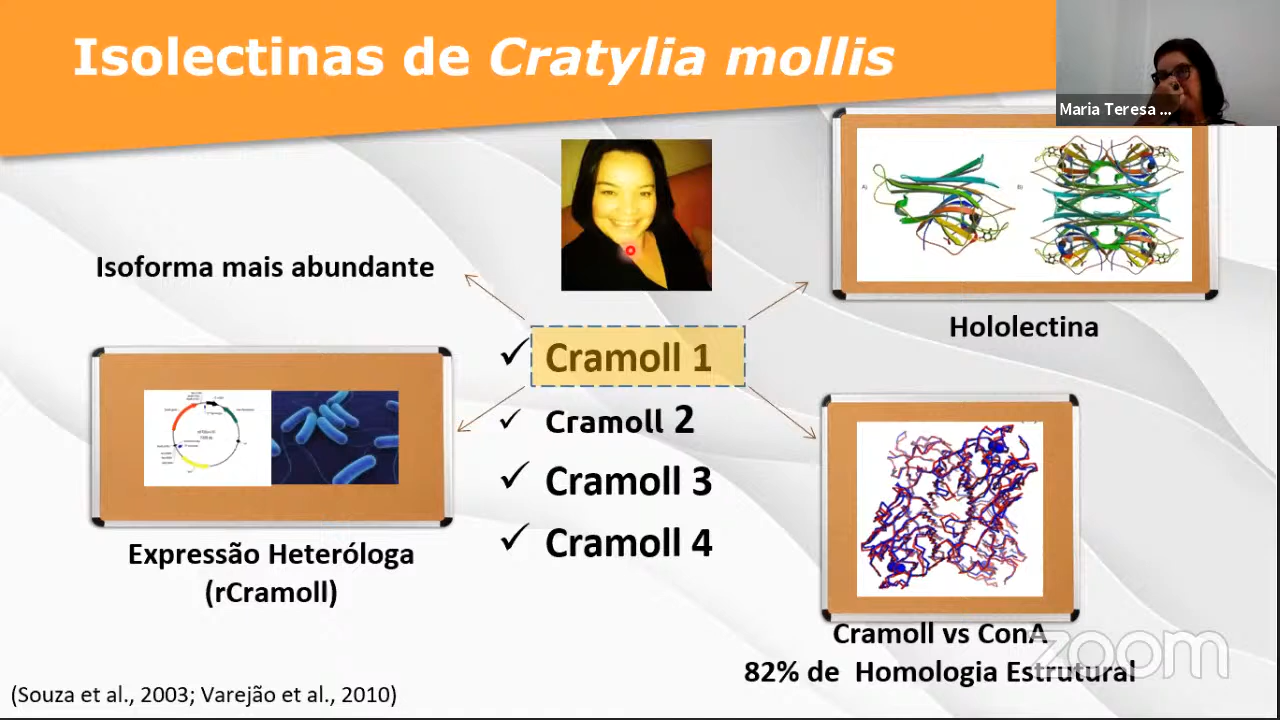 Isolectinas de Cratylia mollis
Maria Teresa ...
A)
B)
Isoforma mais abundante
Hololectina
✓ Cramoll 1
✓ Cramoll 2
✓ Cramoll 3
✓ Cramoll 4
Expressão Heteróloga
(rCramoll)
Cramoll vs ConA
82% de Homologia Estrutural
zoom
(Souza et al., 2003; Varejão et al., 2010)